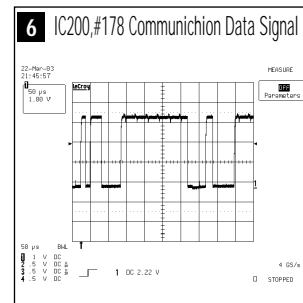 6 IC200,#178 Communichion Data Signal
22-Mar-03
21:45:57
1
50 µs
1.00 V
LeCroy
MEASURE
OFF
Parameters
1
50 µs BWL
1 1 V DC
2 .5 V DC
3 .5 V DC
4 .5 V DC
1 DC 2.22 V
4 GS/s
STOPPED